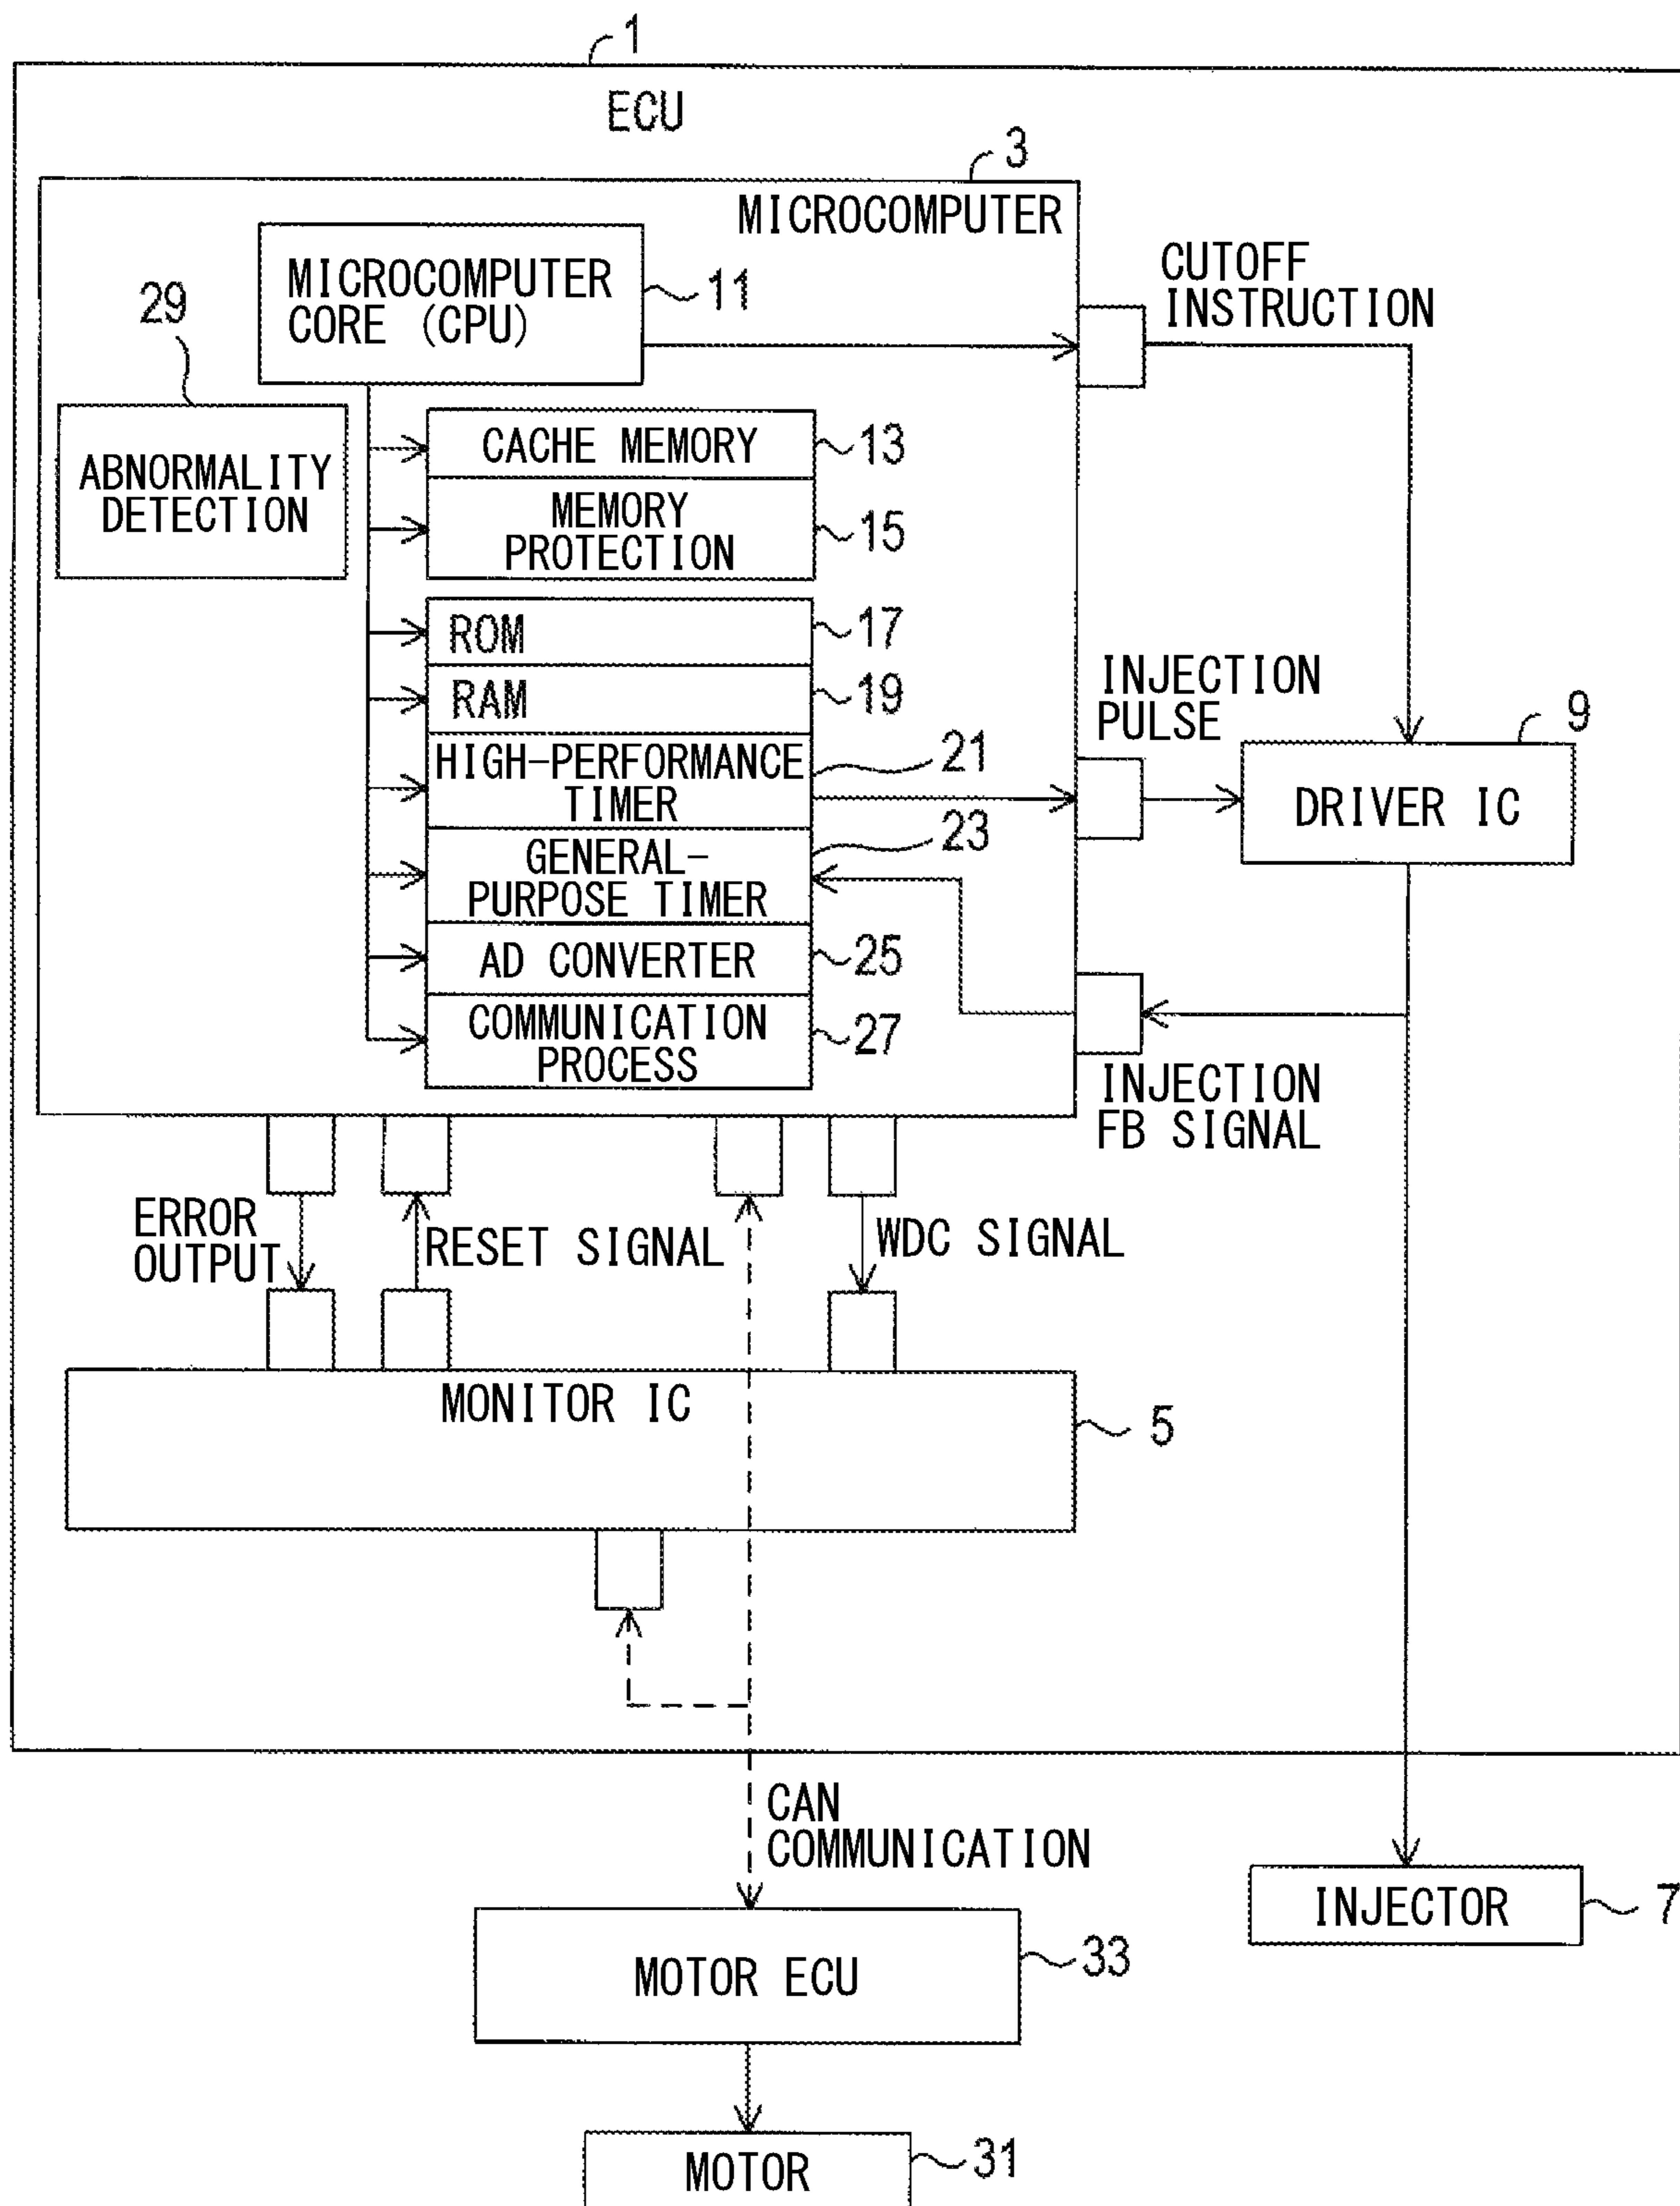 1
ECU
3
MICROCOMPUTER
MICROCOMPUTER
CORE (CPU)
11
CUTOFF
INSTRUCTION
29
ABNORMALITY
DETECTION
CACHE MEMORY
13
MEMORY
PROTECTION
15
ROM
17
RAM
19
HIGH-PERFORMANCE
TIMER
21
INJECTION
PULSE
9
DRIVER IC
GENERAL-
PURPOSE TIMER
23
AD CONVERTER
25
COMMUNICATION
PROCESS
27
INJECTION
FB SIGNAL
ERROR
OUTPUT
RESET SIGNAL
WDC SIGNAL
MONITOR IC
5
CAN
COMMUNICATION
INJECTOR
7
MOTOR ECU
33
MOTOR
31